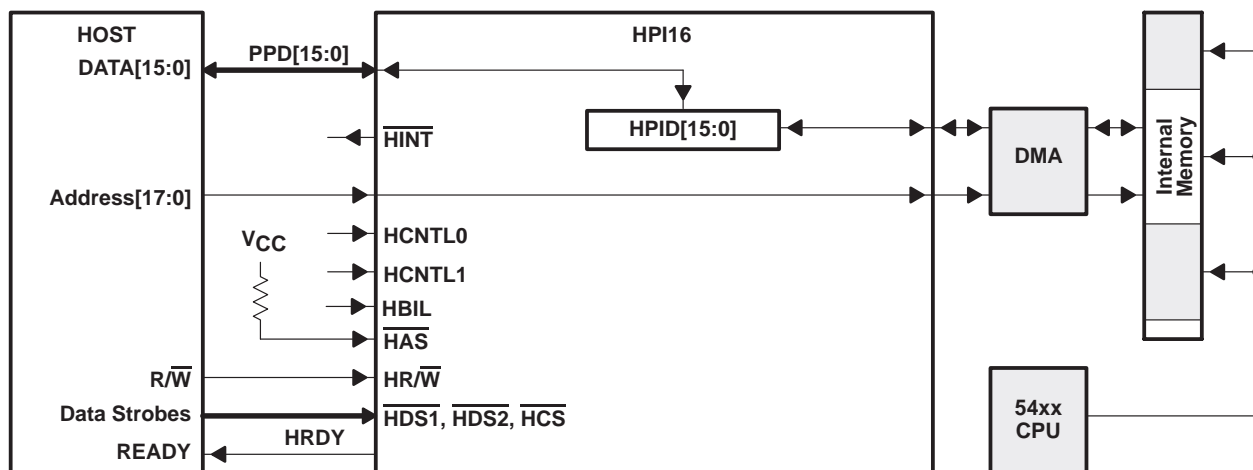 HOST
HPI16
DATA[15:0]
PPD[15:0]
HPID[15:0]
HINT
DMA
Internal
Memory
Address[17:0]
VCC
HCNTL0
HCNTL1
HBIL
HAS
R/W
HR/W
Data Strobes
HDS1, HDS2, HCS
54xx
CPU
READY
HRDY